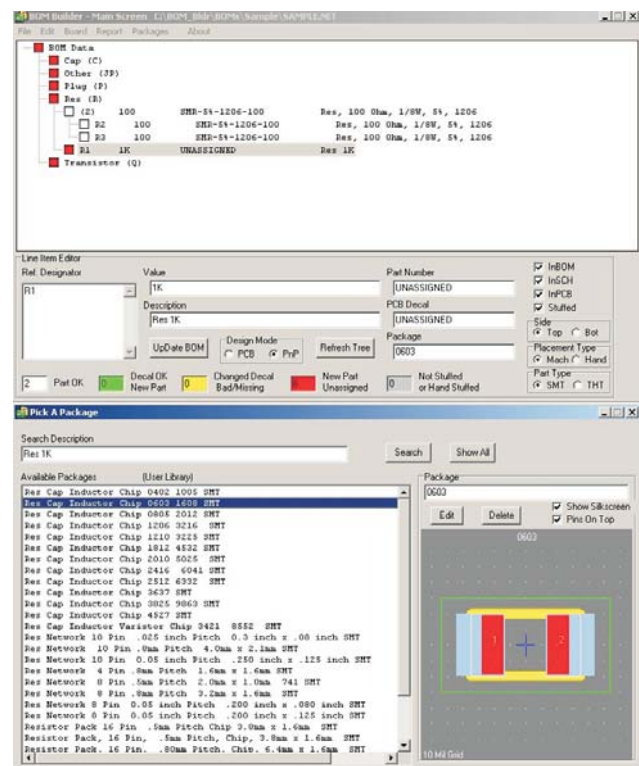 BOM Builder - Main Screen C:\BOM_Bldr\BOMs\Sample\SAMPLE.NET
File Edit Board Report Packages About
BOM Data
Cap (C)
Other (JP)
Plug (P)
Res (R)
(2) 100 SMR-5%-1206-100 Res, 100 Ohm, 1/8W, 5%, 1206
R2 100 SMR-5%-1206-100 Res, 100 Ohm, 1/8W, 5%, 1206
R3 100 SMR-5%-1206-100 Res, 100 Ohm, 1/8W, 5%, 1206
R1 1K UNASSIGNED Res 1K
Transistor (Q)
Line Item Editor
Ref. Designator
R1
Value
1K
Description
Res 1K
Part Number
UNASSIGNED
PCB Decal
UNASSIGNED
Package
0603
UpDate BOM
Design Mode
PCB PnP
Refresh Tree
InBOM
InSCH
InPCB
Stuffed
Side
Top Bot
Placement Type
Mach Hand
Part Type
SMT THT
2 Part OK
0 Decal OK New Part
0 Changed Decal Bad/Missing
New Part Unassigned
0 Not Stuffed or Hand Stuffed
Pick A Package
Search Description
Res 1K
Search Show All
Available Packages (User Library)
Res Cap Inductor Chip 0402 1005 SMT
Res Cap Inductor Chip 0603 1608 SMT
Res Cap Inductor Chip 0805 2012 SMT
Res Cap Inductor Chip 1206 3216 SMT
Res Cap Inductor Chip 1210 3225 SMT
Res Cap Inductor Chip 1812 4532 SMT
Res Cap Inductor Chip 2010 5025 SMT
Res Cap Inductor Chip 2416 6041 SMT
Res Cap Inductor Chip 2512 6332 SMT
Res Cap Inductor Chip 3637 SMT
Res Cap Inductor Chip 3825 9863 SMT
Res Cap Inductor Chip 4527 SMT
Res Cap Inductor Varistor Chip 3421 8552 SMT
Res Network 10 Pin .025 inch Pitch 0.3 inch x .08 inch SMT
Res Network 10 Pin .8mm Pitch 4.0mm x 2.1mm SMT
Res Network 10 Pin 0.05 inch Pitch .250 inch x .125 inch SMT
Res Network 4 Pin .8mm Pitch 1.6mm x 1.6mm SMT
Res Network 8 Pin .5mm Pitch 2.0mm x 1.0mm 741 SMT
Res Network 8 Pin .8mm Pitch 3.2mm x 1.6mm SMT
Res Network 8 Pin 0.05 inch Pitch .200 inch x .080 inch SMT
Res Network 8 Pin 0.05 inch Pitch .200 inch x .125 inch SMT
Resistor Pack 16 Pin .5mm Pitch Chip 3.8mm x 1.6mm SMT
Resistor Pack, 16 Pin, .5mm Pitch, Chip, 3.8mm x 1.6mm SMT
Resistor Pack, 16 Pin, .80mm Pitch, Chip, 6.4mm x 1.6mm SMT
Package
0603
Edit Delete
Show Silkscreen
Pins On Top
0603
1 2
10 Mil Grid